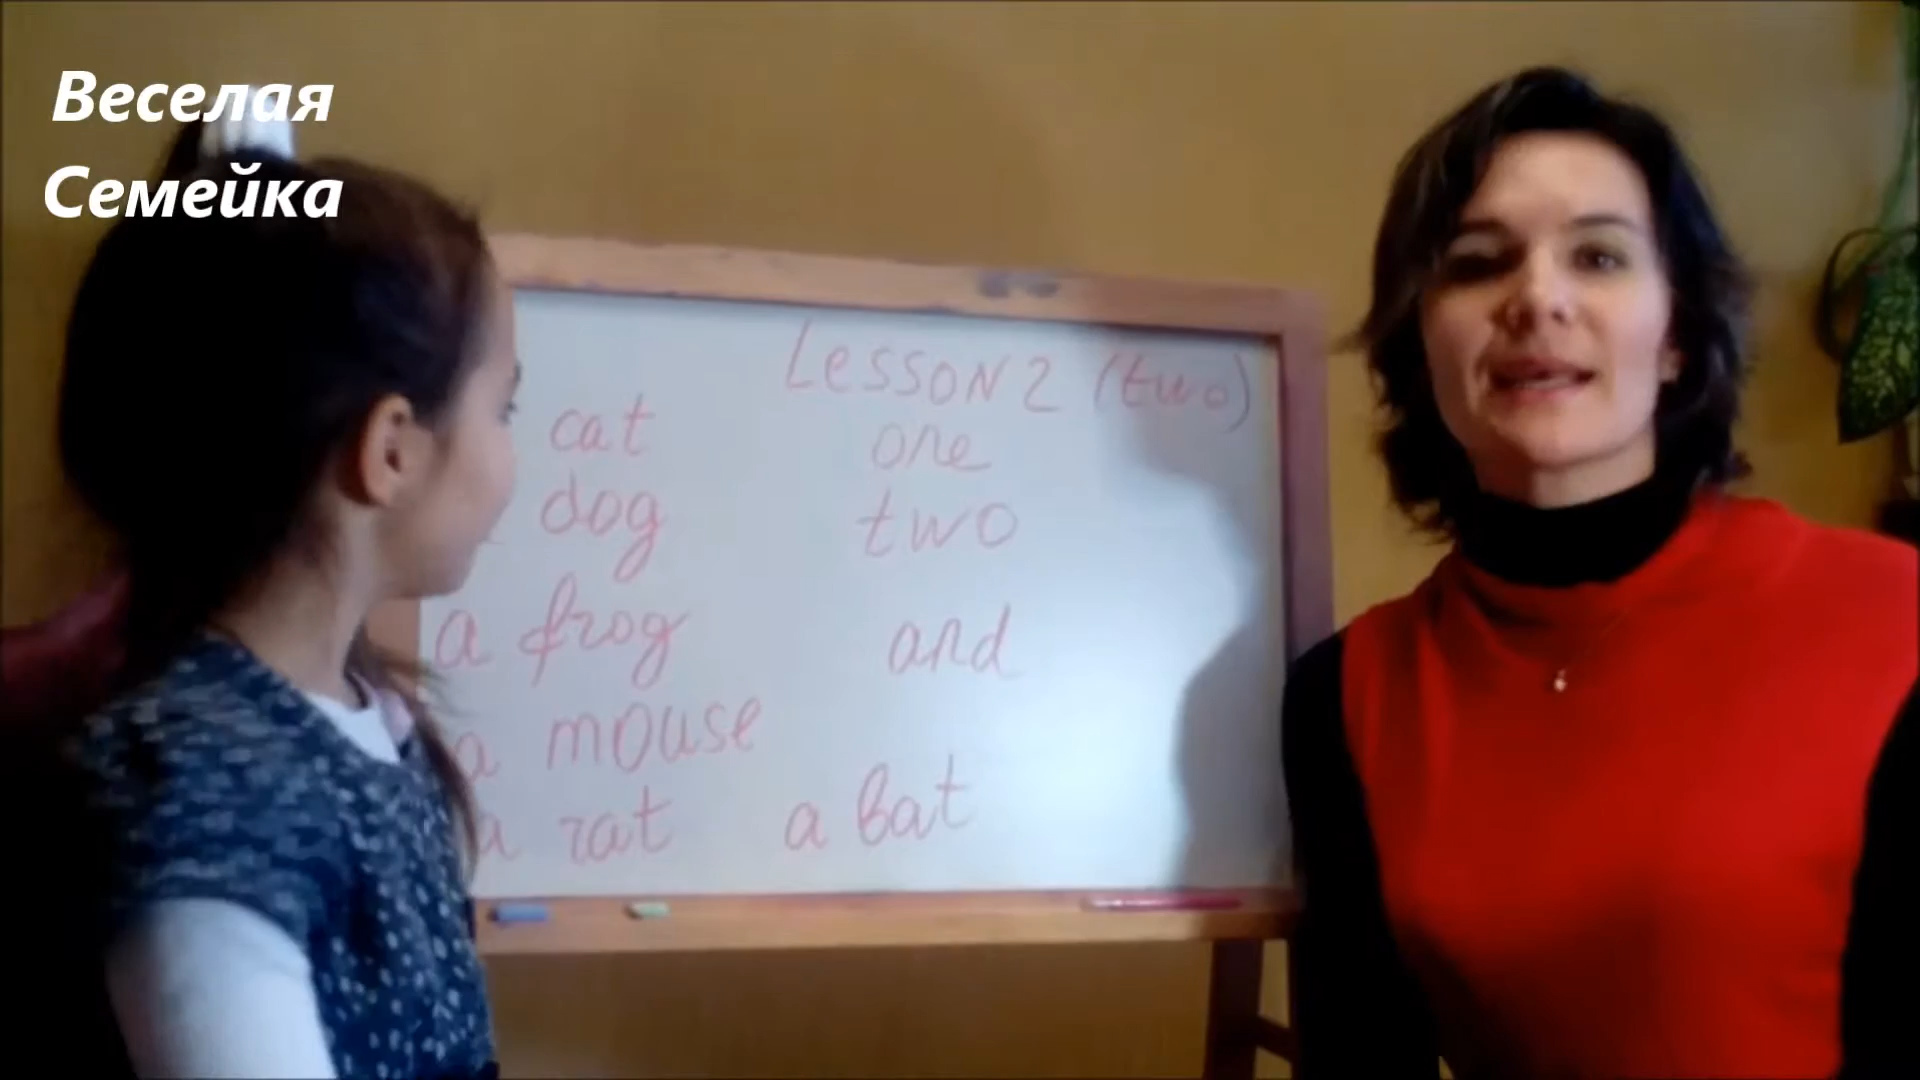 Веселая
Семейка
Lesson 2 (two)
cat one
dog two
a frog and
a mouse
a rat a bat